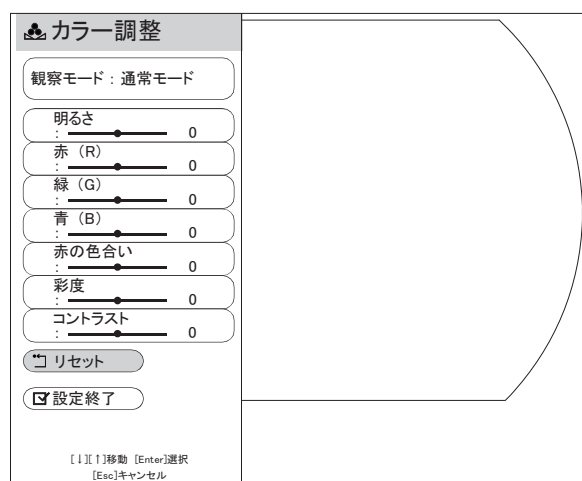 カラー調整
観察モード：通常モード
明るさ
： 0
赤（R）
： 0
緑（G）
： 0
青（B）
： 0
赤の色合い
： 0
彩度
： 0
コントラスト
： 0
リセット
設定終了
[↓][↑]移動 [Enter]選択
[Esc]キャンセル